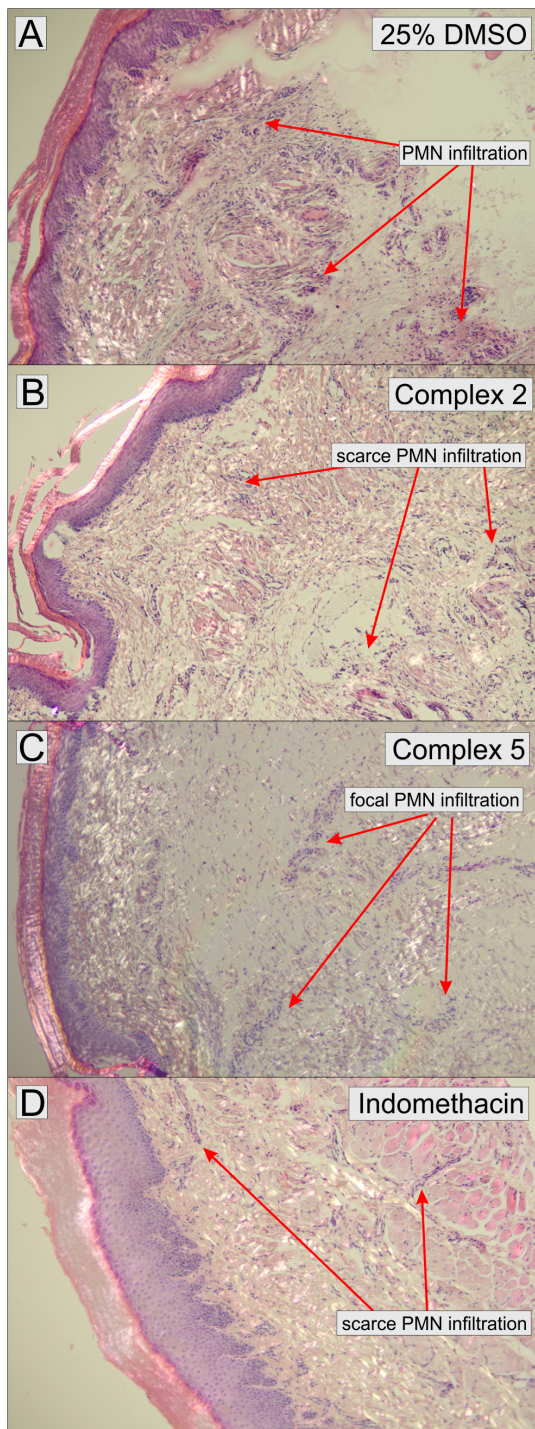 A
25% DMSO
PMN infiltration
B
Complex 2
scarce PMN infiltration
C
Complex 5
focal PMN infiltration
D
Indomethacin
scarce PMN infiltration